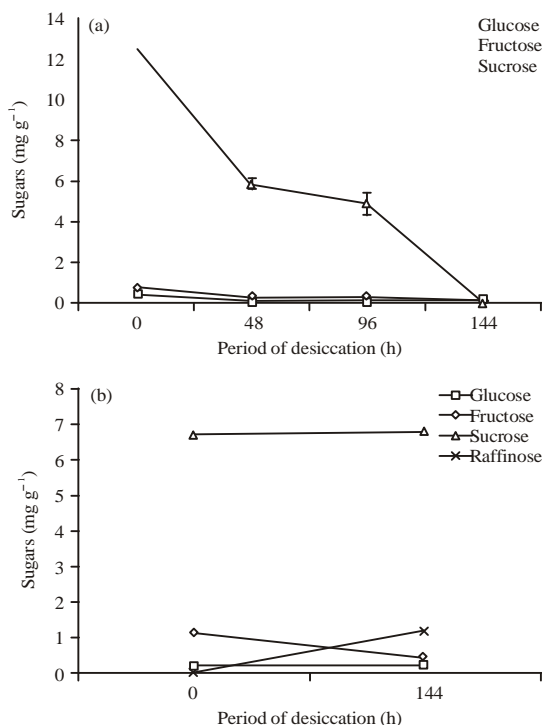 (a)
Glucose
Fructose
Sucrose
14
12
10
8
6
4
2
0
Sugars (mg g⁻¹)
0 48 96 144
Period of desiccation (h)
(b)
Glucose
Fructose
Sucrose
Raffinose
8
7
6
5
4
3
2
1
0
Sugars (mg g⁻¹)
0 144
Period of desiccation (h)